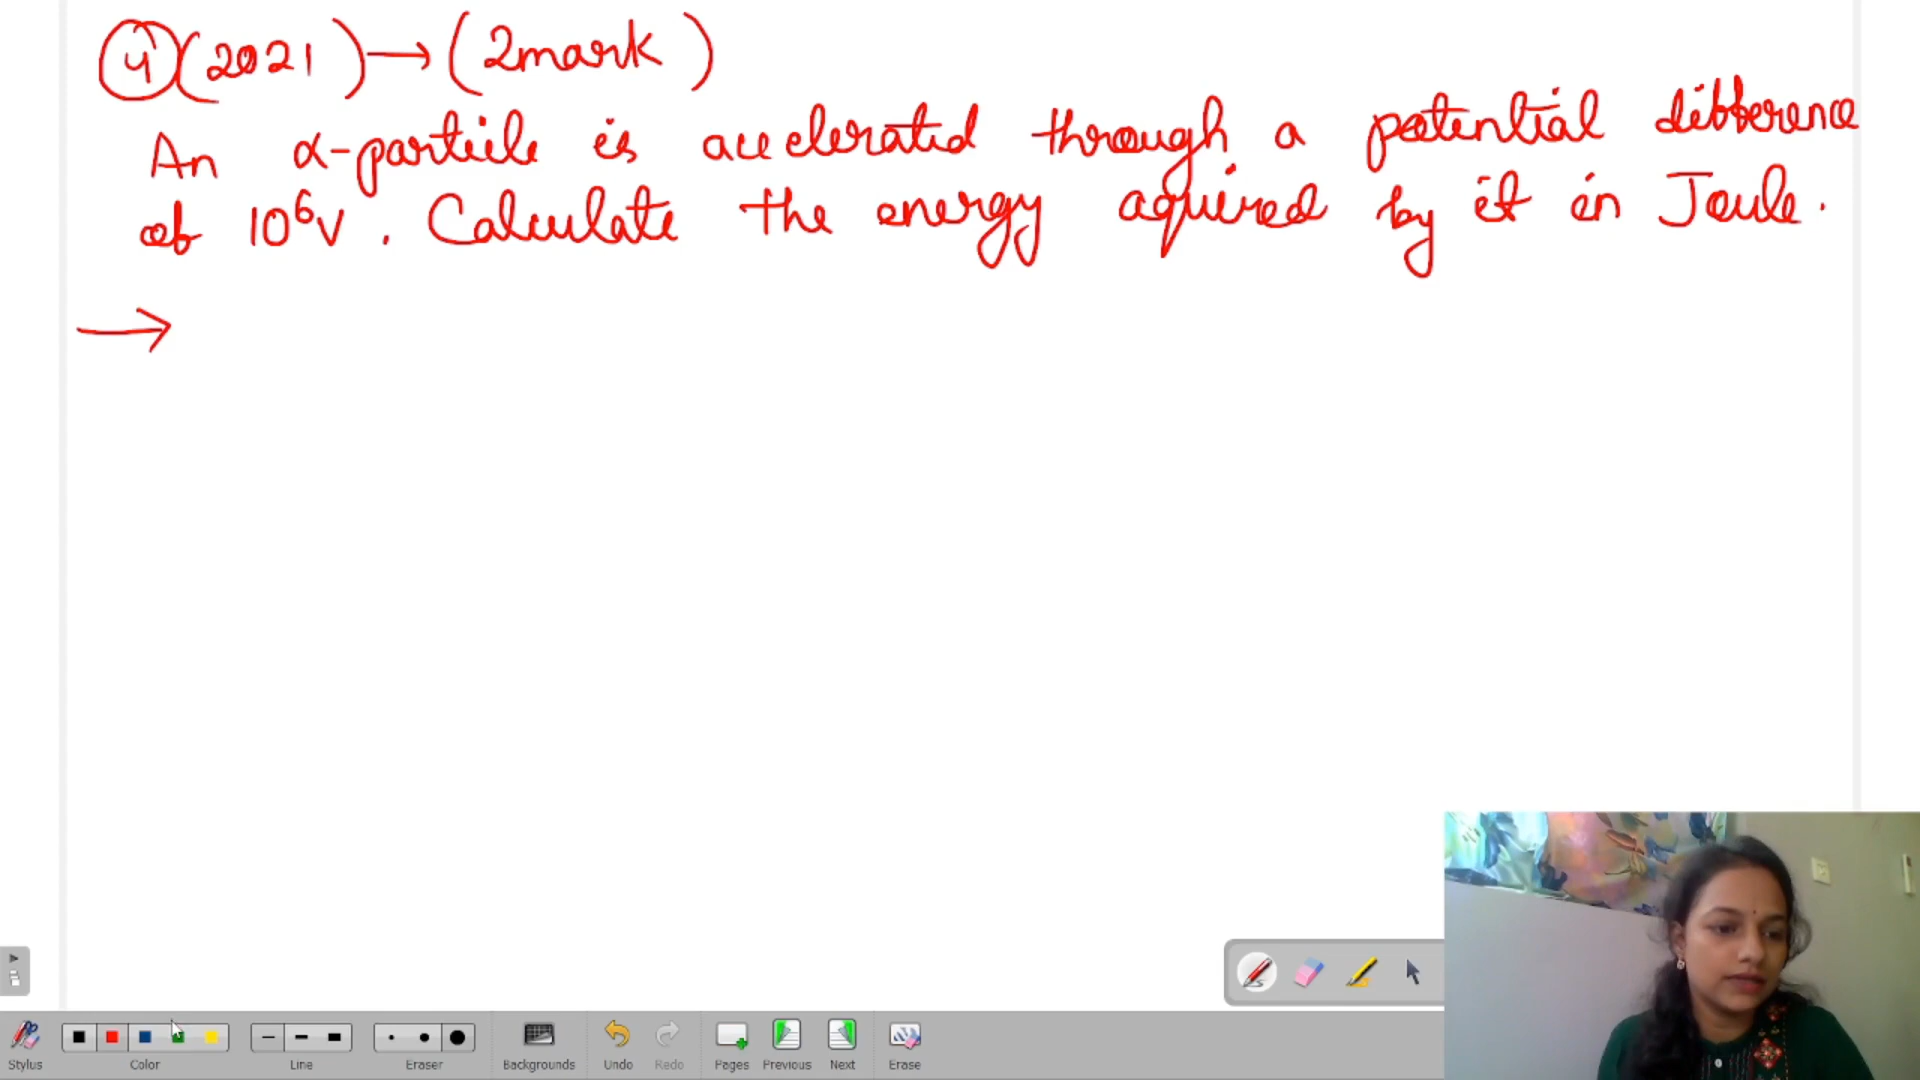 4 (2021) → (2mark)
An α-particle is accelerated through a potential difference
of 10⁶V. Calculate the energy aquired by it in Joule.
→
Stylus Color Line Eraser Backgrounds Undo Redo Pages Previous Next Erase